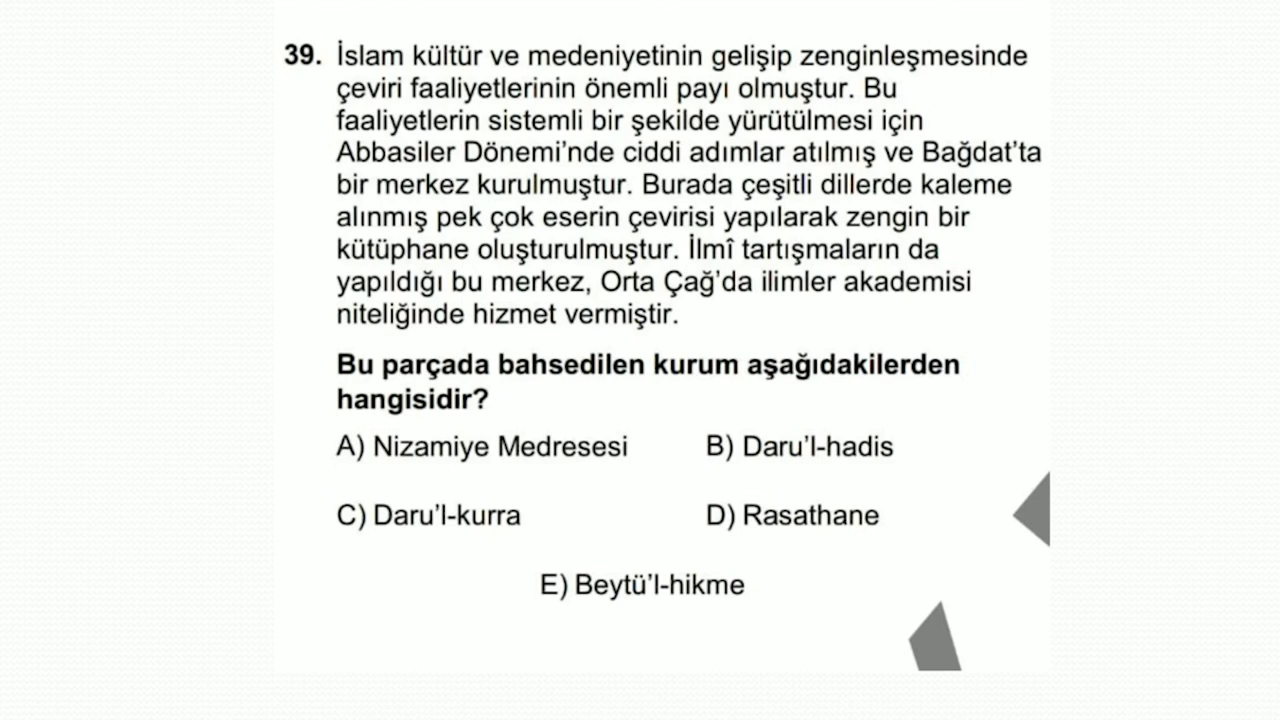 39. İslam kültür ve medeniyetinin gelişip zenginleşmesinde
çeviri faaliyetlerinin önemli payı olmuştur. Bu
faaliyetlerin sistemli bir şekilde yürütülmesi için
Abbasiler Dönemi’nde ciddi adımlar atılmış ve Bağdat’ta
bir merkez kurulmuştur. Burada çeşitli dillerde kaleme
alınmış pek çok eserin çevirisi yapılarak zengin bir
kütüphane oluşturulmuştur. İlmî tartışmaların da
yapıldığı bu merkez, Orta Çağ’da ilimler akademisi
niteliğinde hizmet vermiştir.
Bu parçada bahsedilen kurum aşağıdakilerden
hangisidir?
A) Nizamiye Medresesi B) Daru’l-hadis
C) Daru’l-kurra D) Rasathane
E) Beytü’l-hikme